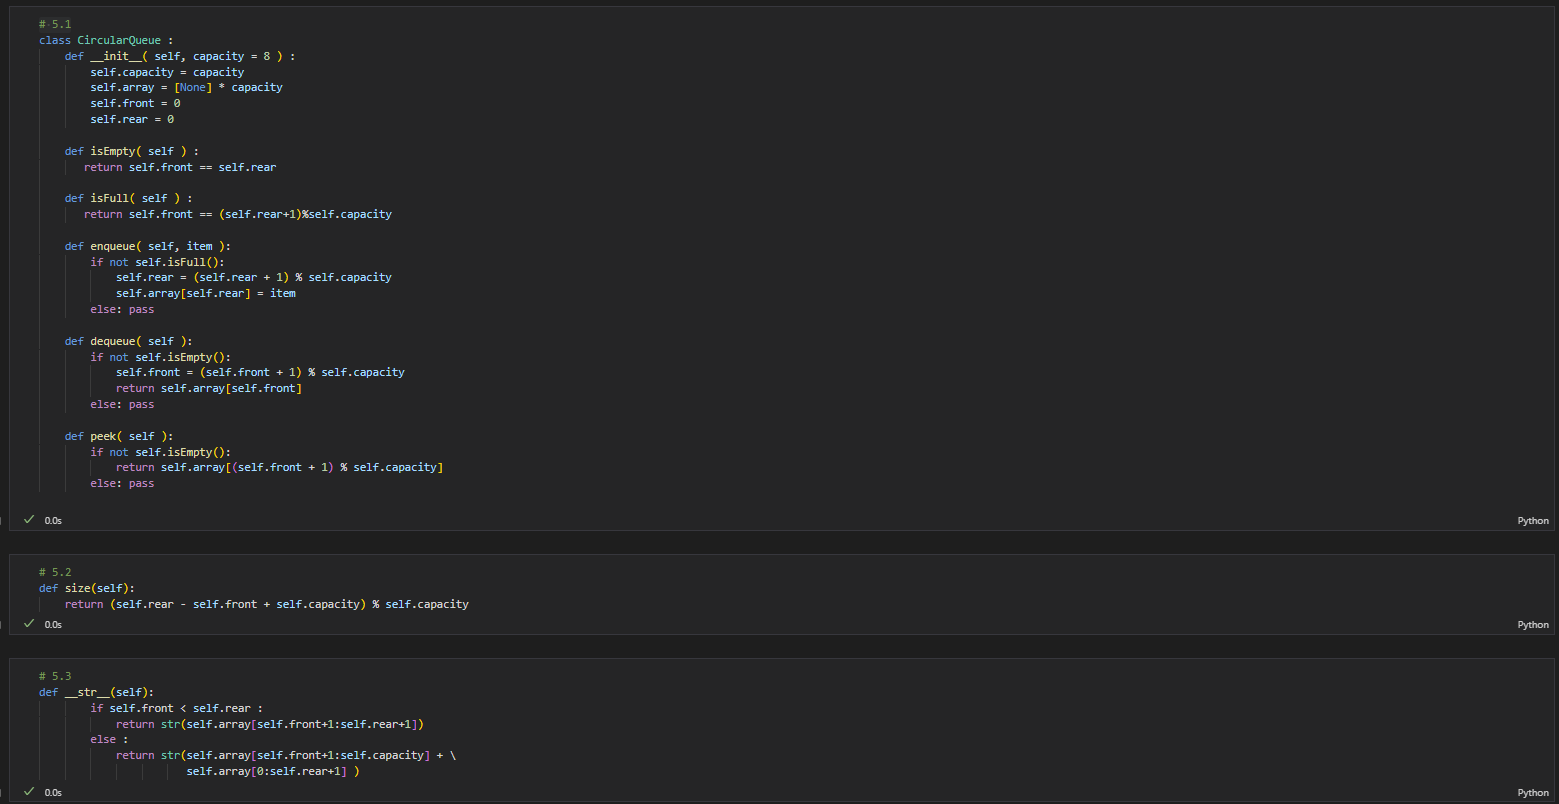 # 5.1
class CircularQueue :
    def __init__( self, capacity = 8 ) :
        self.capacity = capacity
        self.array = [None] * capacity
        self.front = 0
        self.rear = 0

    def isEmpty( self ) :
       return self.front == self.rear

    def isFull( self ) :
       return self.front == (self.rear+1)%self.capacity

    def enqueue( self, item ):
        if not self.isFull():
            self.rear = (self.rear + 1) % self.capacity
            self.array[self.rear] = item
        else: pass

    def dequeue( self ):
        if not self.isEmpty():
            self.front = (self.front + 1) % self.capacity
            return self.array[self.front]
        else: pass

    def peek( self ):
        if not self.isEmpty():
            return self.array[(self.front + 1) % self.capacity]
        else: pass
0.0s
Python
# 5.2
def size(self):
    return (self.rear - self.front + self.capacity) % self.capacity
0.0s
Python
# 5.3
def __str__(self):
        if self.front < self.rear :
            return str(self.array[self.front+1:self.rear+1])
        else :
            return str(self.array[self.front+1:self.capacity] + \
                       self.array[0:self.rear+1] )
0.0s
Python